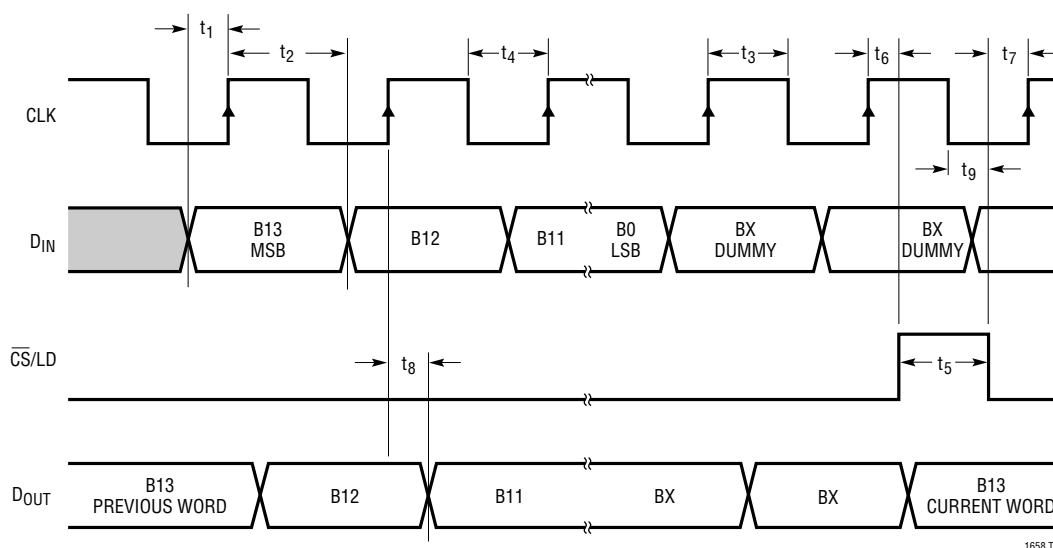 t1
t2
t4
t3
t6
t7
CLK
t9
DIN
B13
MSB
B12
B11
B0
LSB
BX
DUMMY
BX
DUMMY
CS/LD
t8
t5
DOUT
B13
PREVIOUS WORD
B12
B11
BX
BX
B13
CURRENT WORD